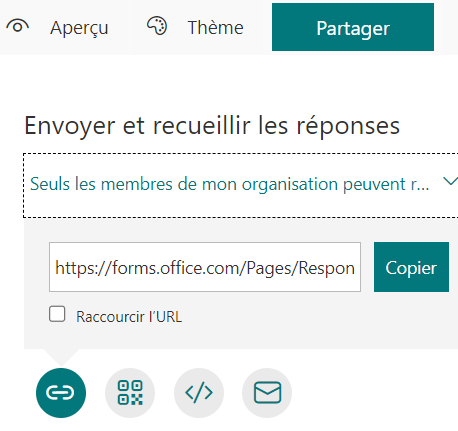 Aperçu Thème Partager
Envoyer et recueillir les réponses
Seuls les membres de mon organisation peuvent r...
https://forms.office.com/Pages/Respon Copier
Raccourcir l'URL